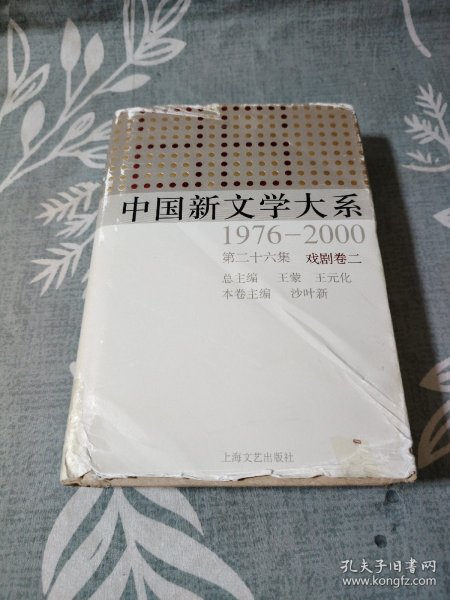 中国新文学大系
1976-2000
第二十六集 戏剧卷二
总主编 王蒙 王元化
本卷主编 沙叶新
上海文艺出版社
孔夫子旧书网
www.kongfz.com